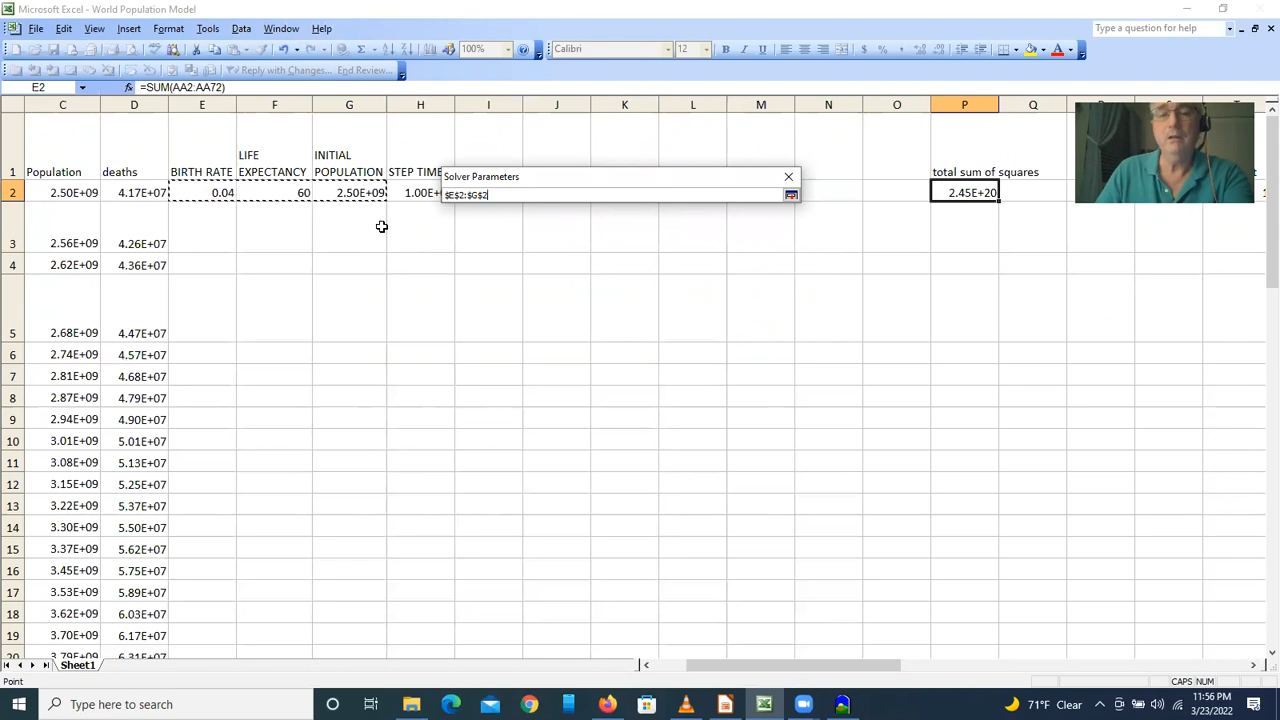 Microsoft Excel - World Population Model
File Edit View Insert Format Tools Data Window Help
Type a question for help
100% Calibri 12 B I U $ %
Reply with Changes... End Review...
E2 fx =SUM(AA2:AA72)
C D E F G H I J K L M N O P Q
1 Population deaths BIRTH RATE LIFE EXPECTANCY INITIAL POPULATION STEP TIME total sum of squares
Solver Parameters
$E$2:$G$2
2 2.50E+09 4.17E+07 0.04 60 2.50E+09 2.45E+20
3 2.56E+09 4.26E+07
4 2.62E+09 4.36E+07
5 2.68E+09 4.47E+07
6 2.74E+09 4.57E+07
7 2.81E+09 4.68E+07
8 2.87E+09 4.79E+07
9 2.94E+09 4.90E+07
10 3.01E+09 5.01E+07
11 3.08E+09 5.13E+07
12 3.15E+09 5.25E+07
13 3.22E+09 5.37E+07
14 3.30E+09 5.50E+07
15 3.37E+09 5.62E+07
16 3.45E+09 5.75E+07
17 3.53E+09 5.89E+07
18 3.62E+09 6.03E+07
19 3.70E+09 6.17E+07
20 3.79E+09 6.31E+07
Sheet1
Point CAPS NUM
Type here to search
71°F Clear
11:56 PM
3/23/2022